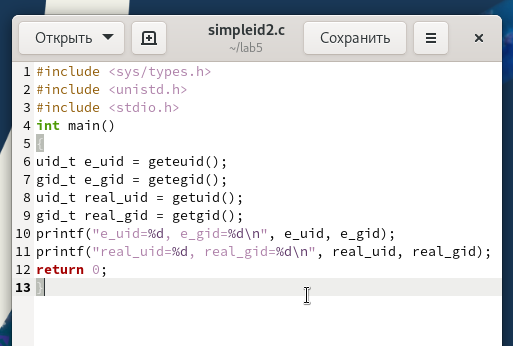 Открыть
simpleid2.c
~/lab5
Сохранить
1 #include <sys/types.h>
2 #include <unistd.h>
3 #include <stdio.h>
4 int main()
5 {
6 uid_t e_uid = geteuid();
7 gid_t e_gid = getegid();
8 uid_t real_uid = getuid();
9 gid_t real_gid = getgid();
10 printf("e_uid=%d, e_gid=%d\n", e_uid, e_gid);
11 printf("real_uid=%d, real_gid=%d\n", real_uid, real_gid);
12 return 0;
13 }